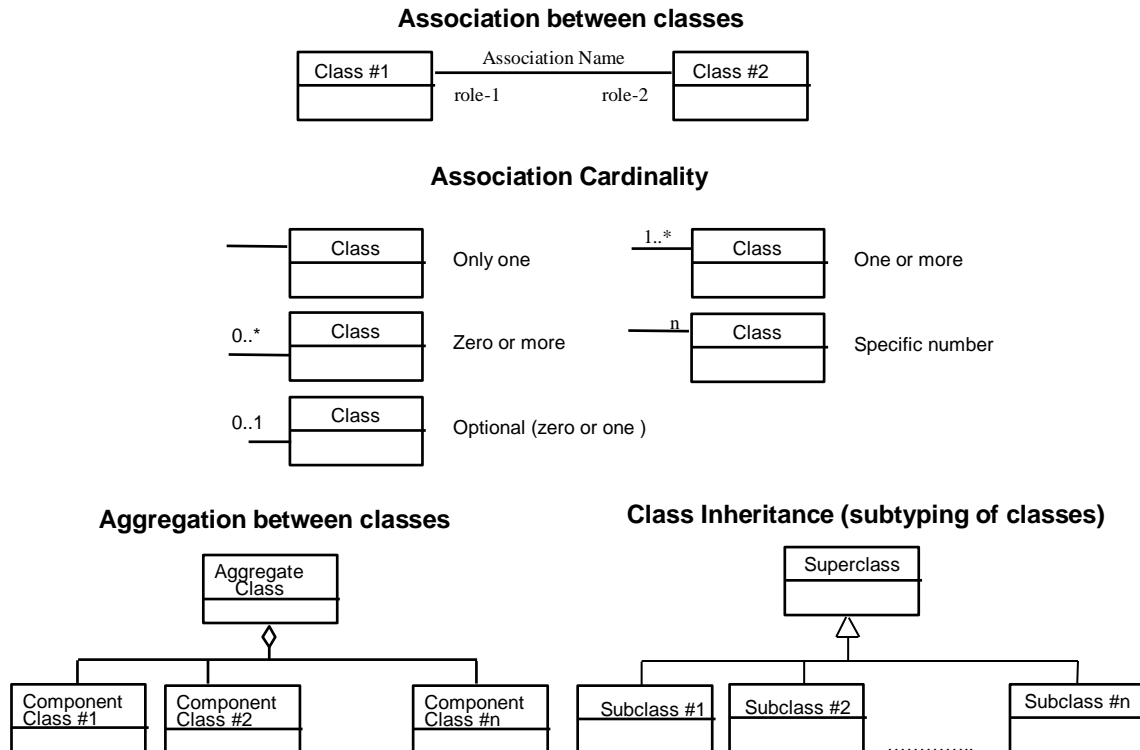 Association between classes
Class #1
Association Name
Class #2
role-1
role-2
Association Cardinality
Class
Only one
1..*
Class
One or more
0..*
Class
Zero or more
n
Class
Specific number
0..1
Class
Optional (zero or one )
Aggregation between classes
Class Inheritance (subtyping of classes)
Aggregate
Class
Superclass
Component
Class #1
Component
Class #2
Component
Class #n
Subclass #1
Subclass #2
..............
Subclass #n